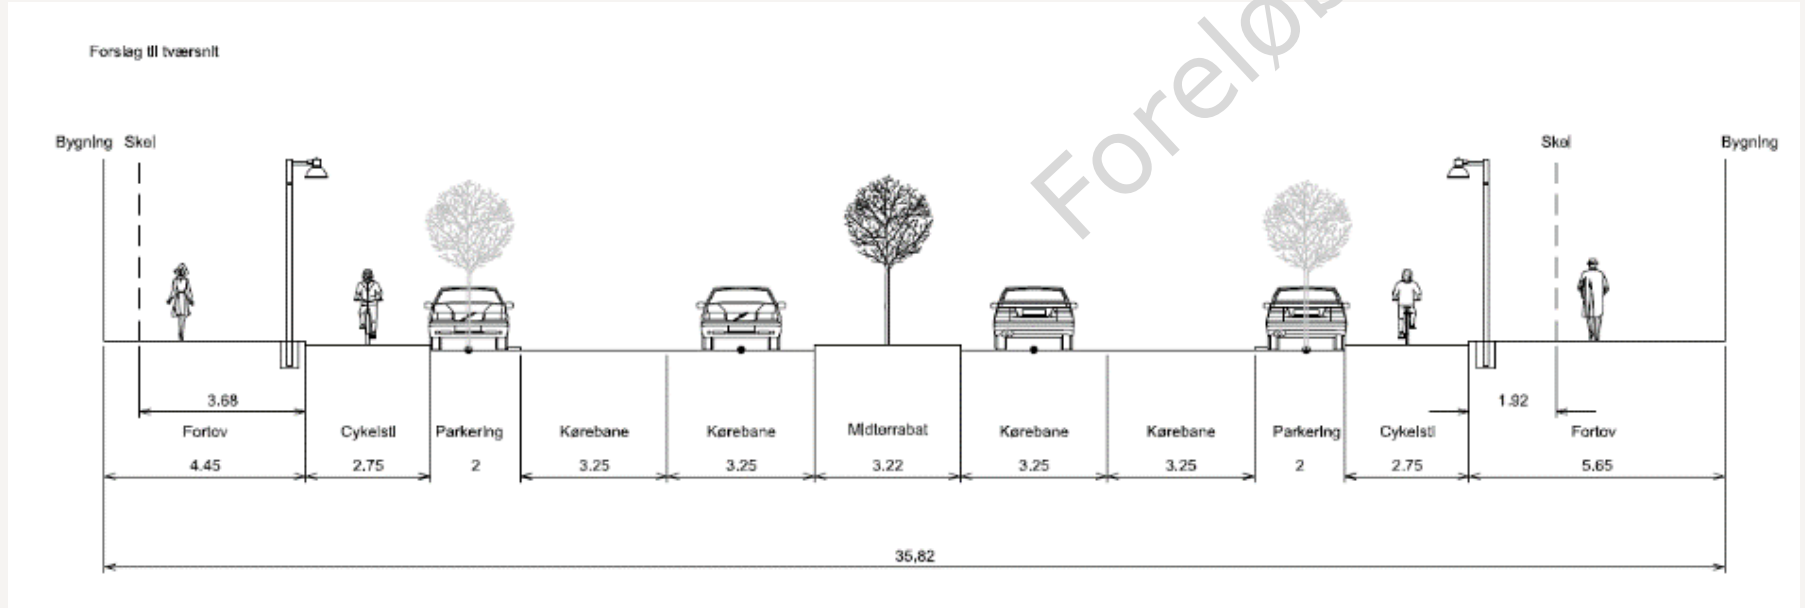 Foreløb
Forslag til tværsnit
Bygning Skel Skel Bygning
3.68 1.92
Fortov Cykelsti Parkering Kørebane Kørebane Midterrabat Kørebane Kørebane Parkering Cykelsti Fortov
4.45 2.75 2 3.25 3.25 3.22 3.25 3.25 2 2.75 5.65
35,82